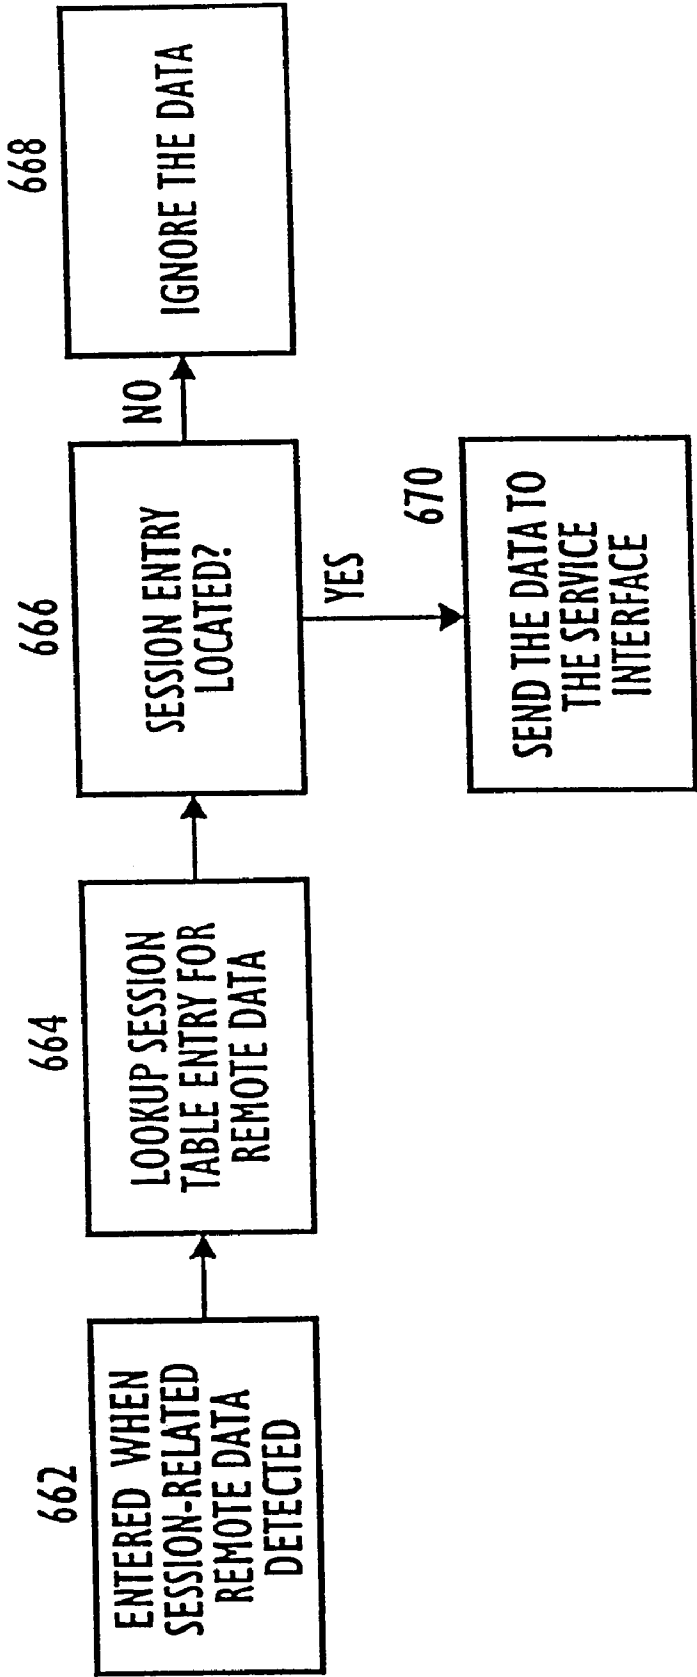 662
ENTERED WHEN
SESSION-RELATED
REMOTE DATA
DETECTED
664
LOOKUP SESSION
TABLE ENTRY FOR
REMOTE DATA
666
SESSION ENTRY
LOCATED?
NO
668
IGNORE THE DATA
YES
670
SEND THE DATA TO
THE SERVICE
INTERFACE